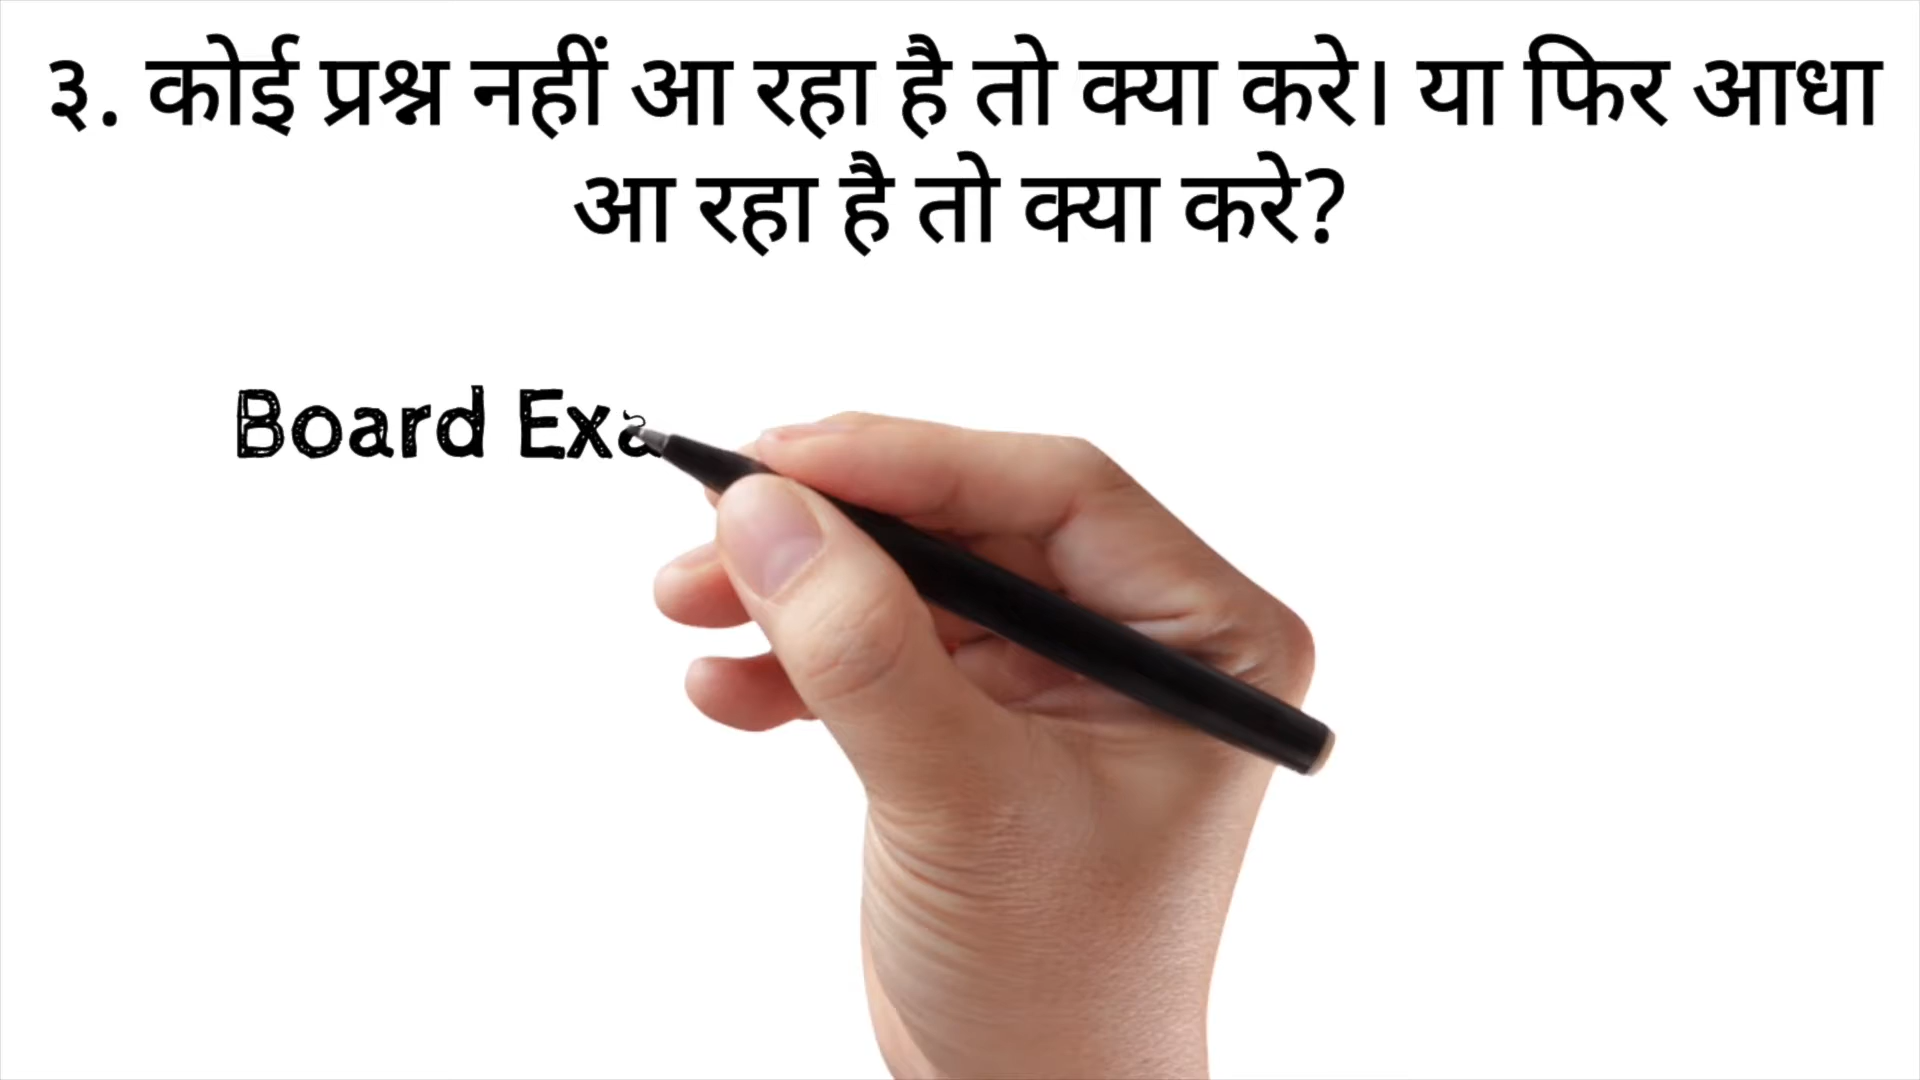 ३. कोई प्रश्न नहीं आ रहा है तो क्या करे। या फिर आधा
आ रहा है तो क्या करे?
Board Exa